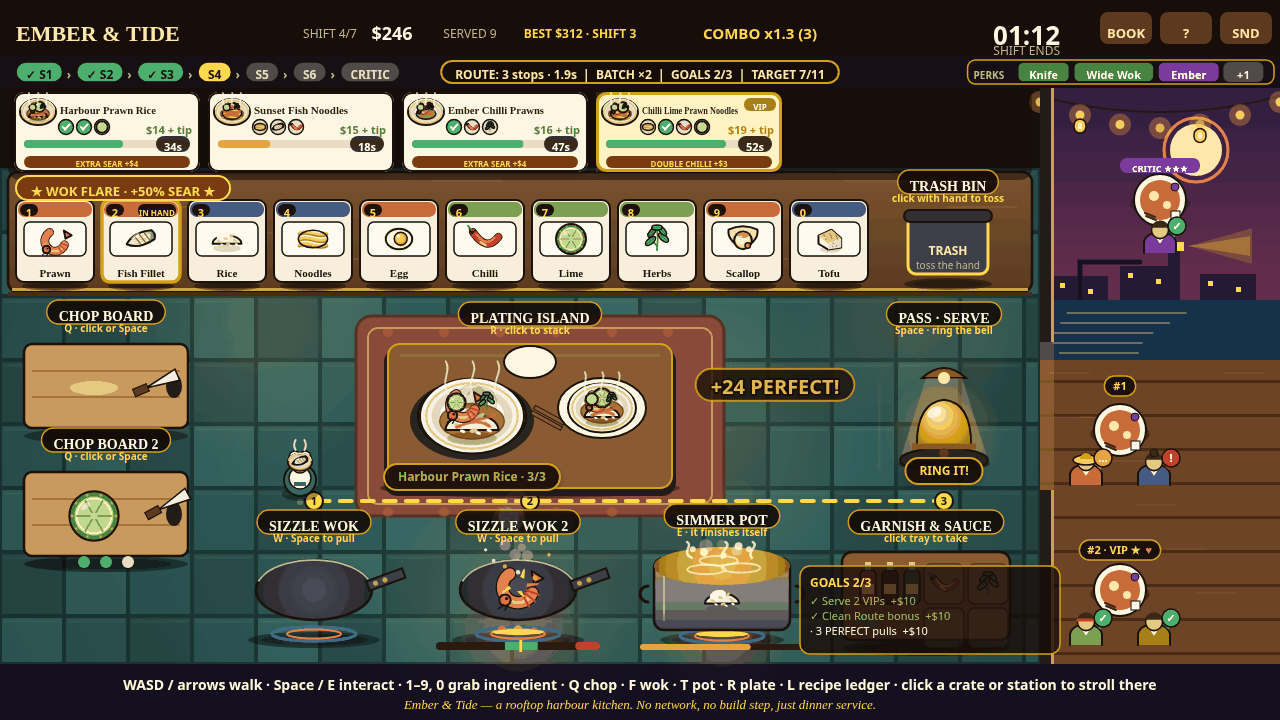 EMBER & TIDE
SHIFT 4/7 $246 SERVED 9 BEST $312 · SHIFT 3 COMBO x1.3 (3)
01:12
SHIFT ENDS
BOOK ? SND
✓ S1 › ✓ S2 › ✓ S3 › S4 › S5 › S6 › CRITIC
ROUTE: 3 stops · 1.9s | BATCH ×2 | GOALS 2/3 | TARGET 7/11
PERKS Knife Wide Wok Ember +1
Harbour Prawn Rice
$14 + tip
34s
EXTRA SEAR +$4
Sunset Fish Noodles
$15 + tip
18s
Ember Chilli Prawns
$16 + tip
47s
EXTRA SEAR +$4
VIP
Chilli Lime Prawn Noodles
$19 + tip
52s
DOUBLE CHILLI +$3
★ WOK FLARE · +50% SEAR ★
1 Prawn
2 IN HAND Fish Fillet
3 Rice
4 Noodles
5 Egg
6 Chilli
7 Lime
8 Herbs
9 Scallop
0 Tofu
TRASH BIN
click with hand to toss
TRASH
toss the hand
CRITIC ★★★
CHOP BOARD
Q · click or Space
CHOP BOARD 2
Q · click or Space
PLATING ISLAND
R · click to stack
Harbour Prawn Rice · 3/3
+24 PERFECT!
PASS · SERVE
Space · ring the bell
RING IT!
1 2 3
SIZZLE WOK
W · Space to pull
SIZZLE WOK 2
W · Space to pull
SIMMER POT
E · it finishes itself
GARNISH & SAUCE
click tray to take
GOALS 2/3
✓ Serve 2 VIPs +$10
✓ Clean Route bonus +$10
· 3 PERFECT pulls +$10
#1
... !
#2 · VIP ★ ♥
WASD / arrows walk · Space / E interact · 1–9, 0 grab ingredient · Q chop · F wok · T pot · R plate · L recipe ledger · click a crate or station to stroll there
Ember & Tide — a rooftop harbour kitchen. No network, no build step, just dinner service.